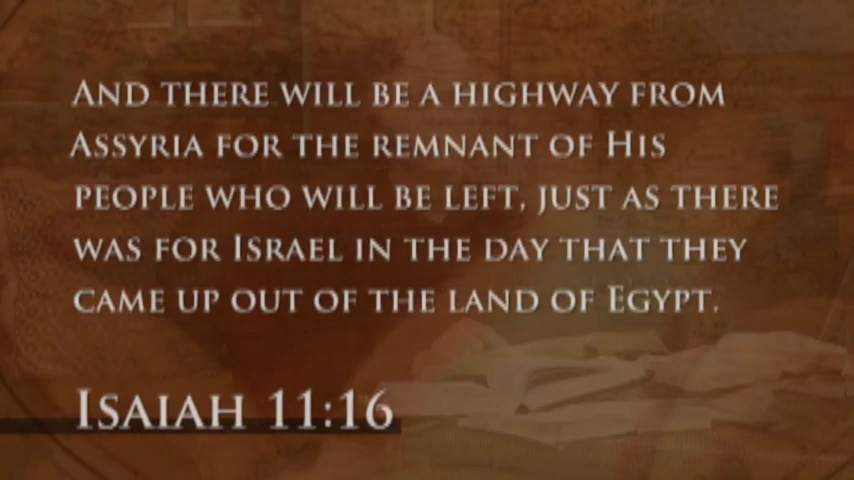 And there will be a highway from
Assyria for the remnant of His
people who will be left, just as there
was for Israel in the day that they
came up out of the land of Egypt.
Isaiah 11:16